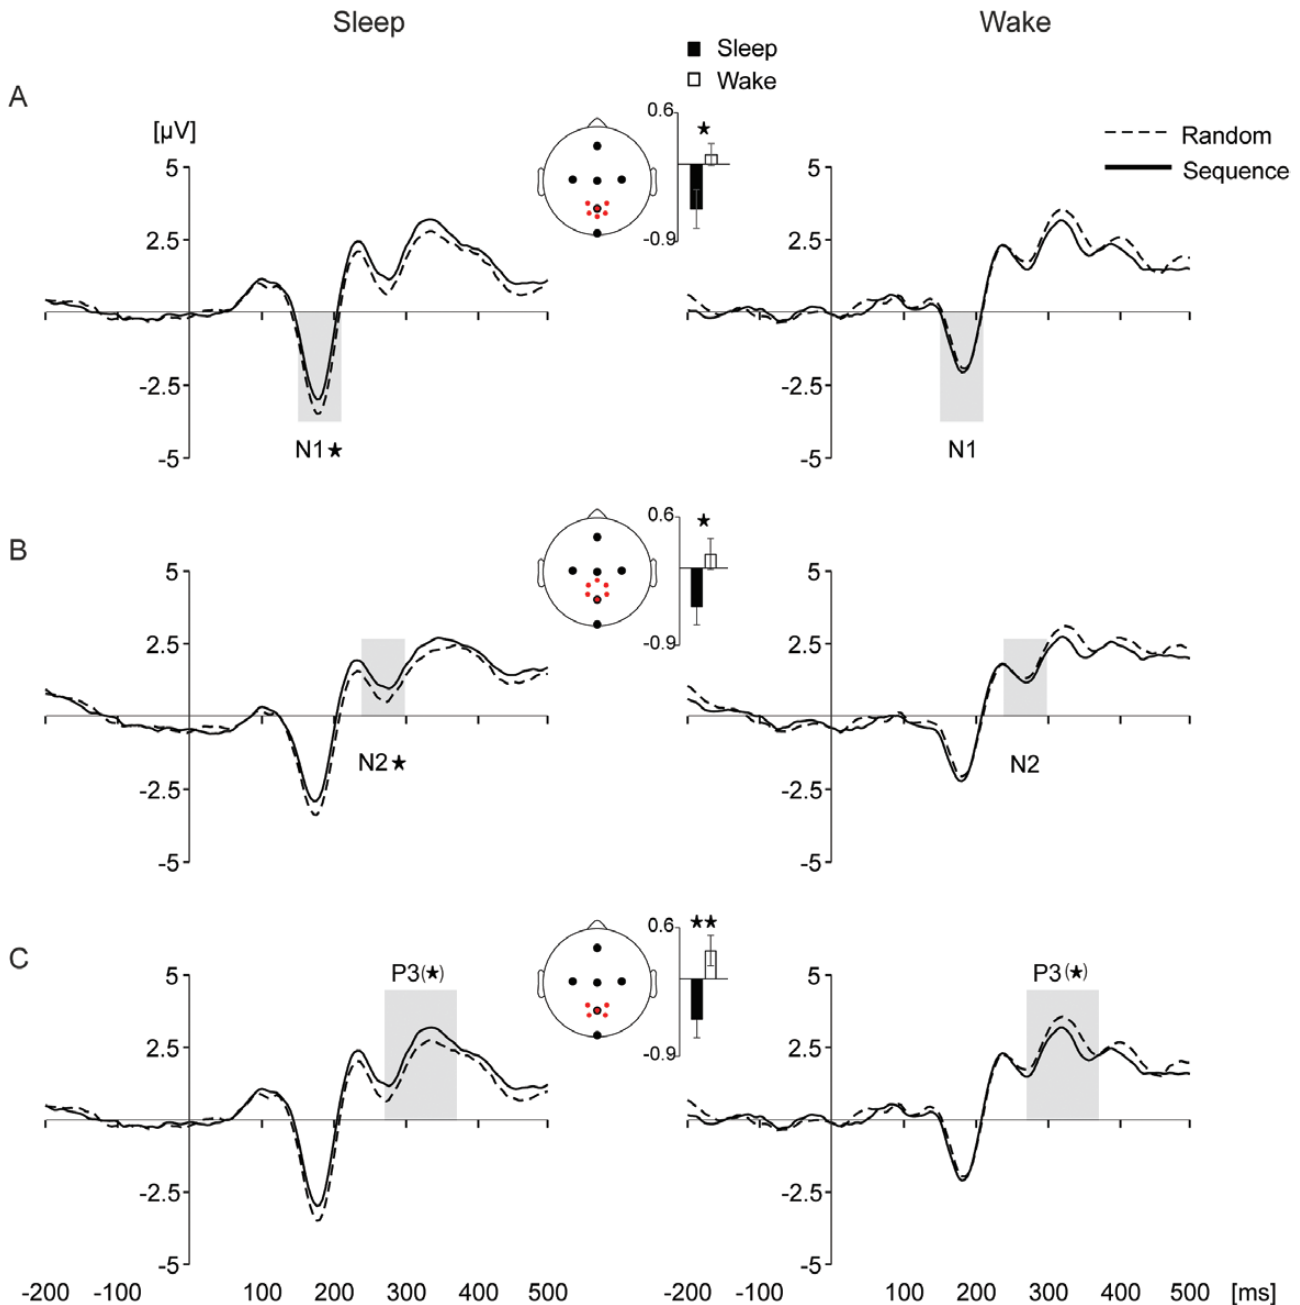 Sleep
Wake
Sleep
Wake
A
[µV]
0.6
★
-0.9
Random
Sequence
5
2.5
-2.5
-5
N1★
5
2.5
-2.5
-5
N1
B
0.6
★
-0.9
5
2.5
-2.5
-5
N2★
5
2.5
-2.5
-5
N2
C
0.6
★★
-0.9
5
2.5
-2.5
-5
P3(★)
5
2.5
-2.5
-5
P3(★)
-200 -100 100 200 300 400 500
-200 -100 100 200 300 400 500 [ms]